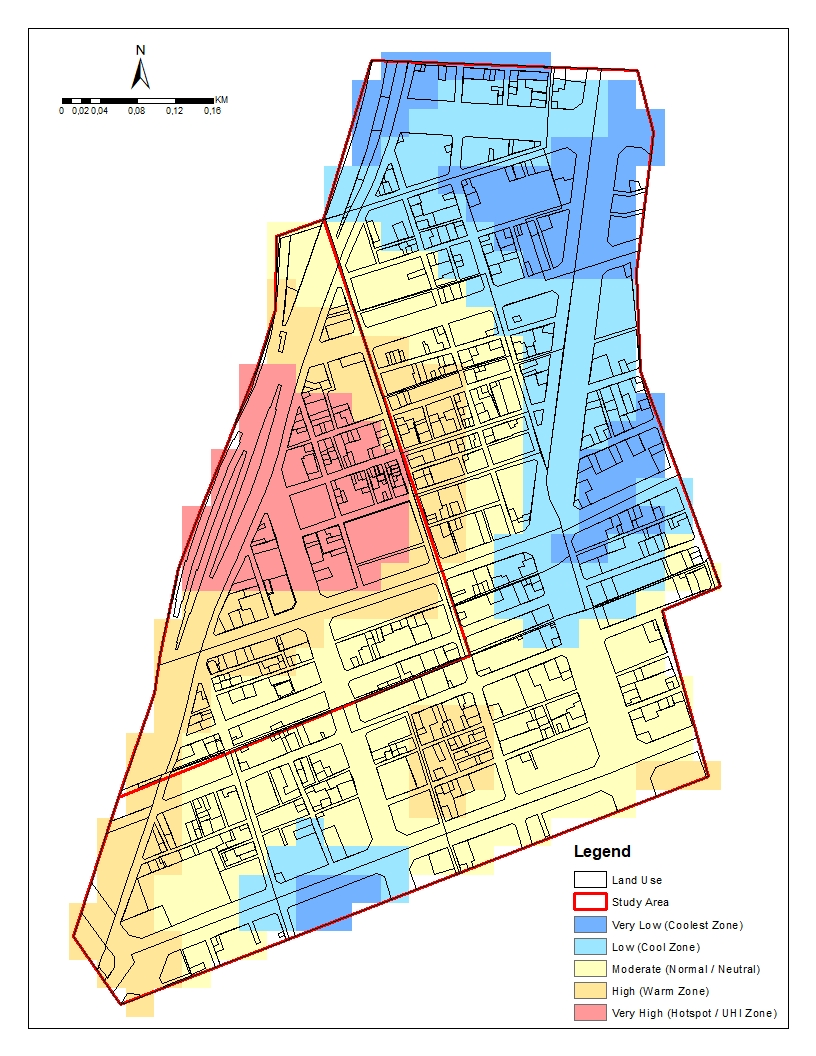 N
KM
0 0,02 0,04 0,08 0,12 0,16
Legend
Land Use
Study Area
Very Low (Coolest Zone)
Low (Cool Zone)
Moderate (Normal / Neutral)
High (Warm Zone)
Very High (Hotspot / UHI Zone)